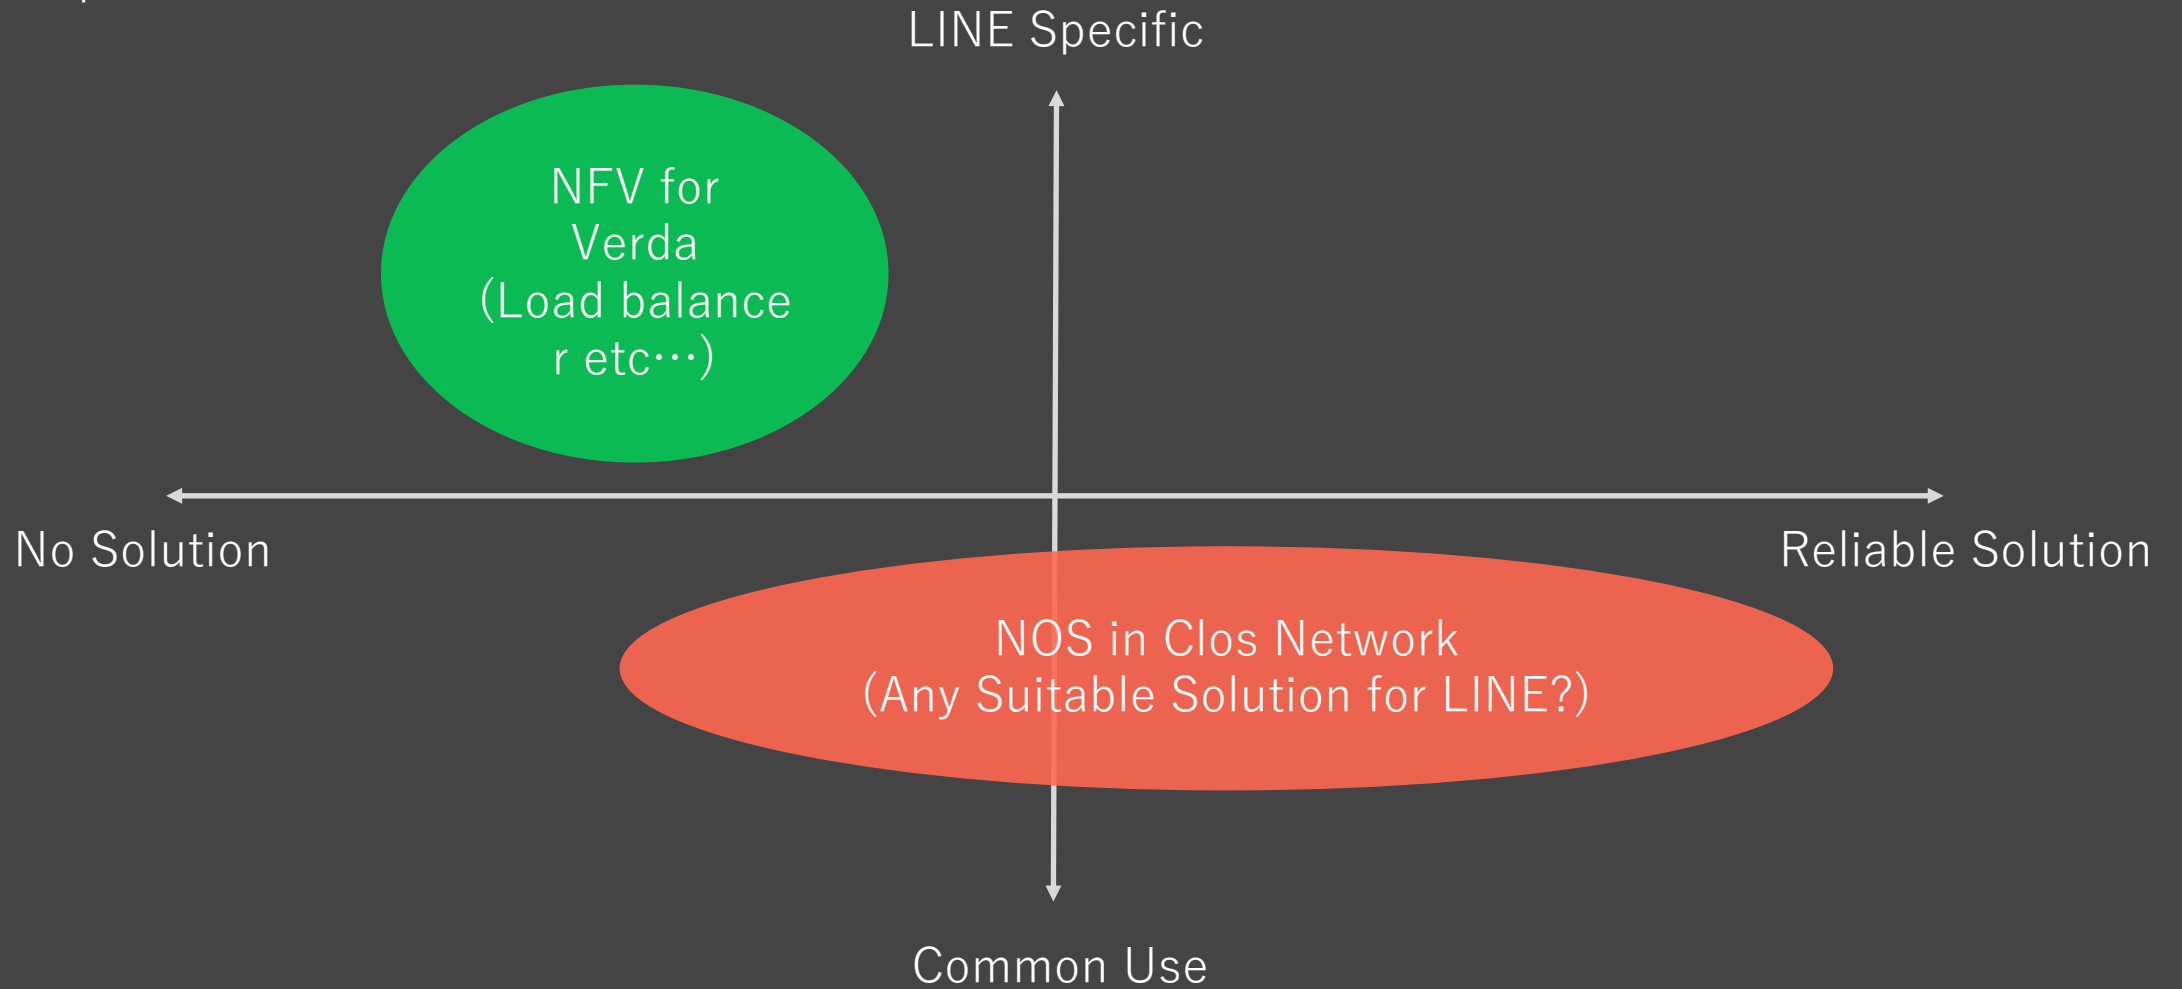 LINE Specific
NFV for
Verda
(Load balance
r etc…)
No Solution
Reliable Solution
NOS in Clos Network
(Any Suitable Solution for LINE?)
Common Use